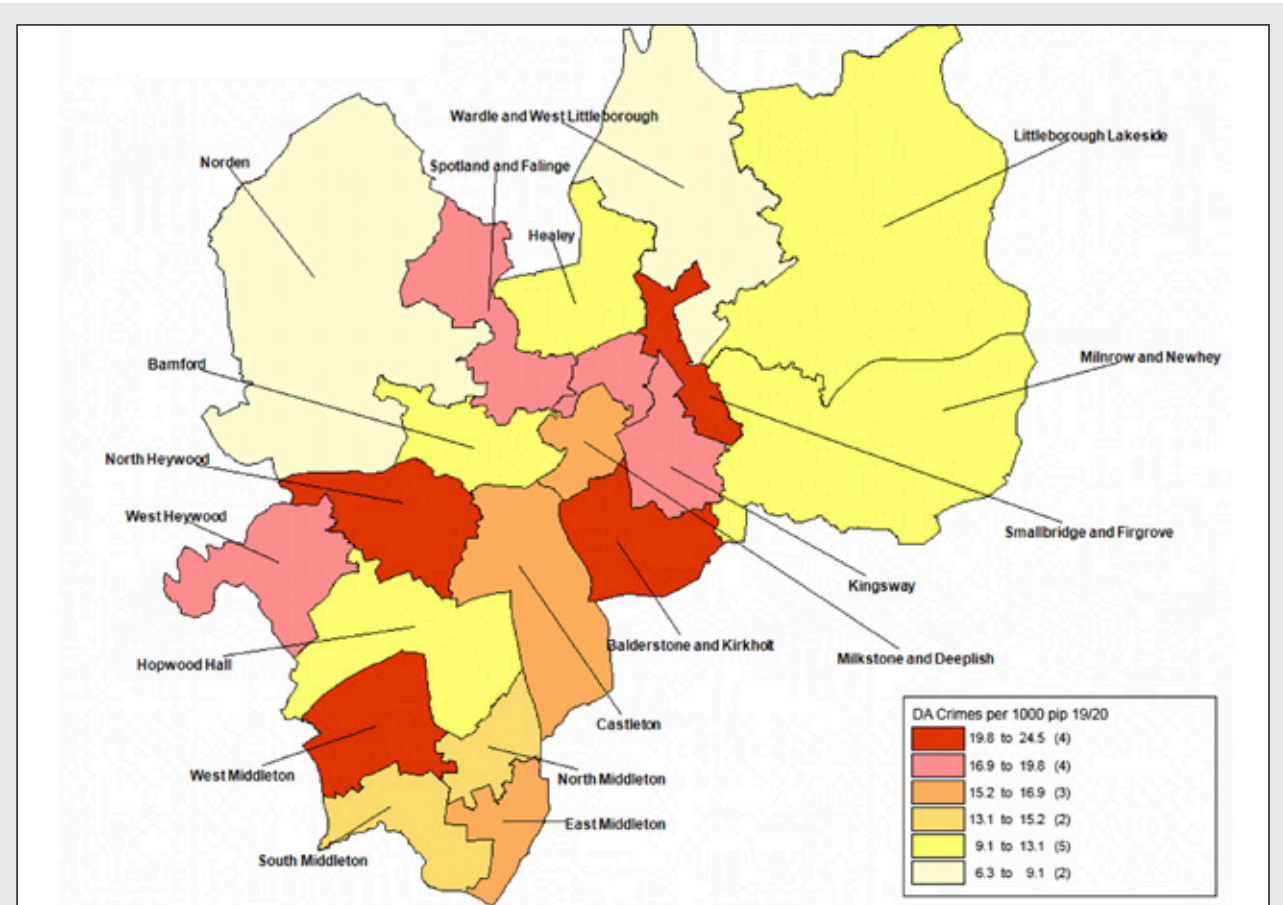 Wardle and West Littleborough
Littleborough Lakeside
Norden
Spotland and Falinge
Healey
Bamford
Milnrow and Newhey
North Heywood
West Heywood
Smallbridge and Firgrove
Kingsway
Balderstone and Kirkholt
Milkstone and Deeplish
Hopwood Hall
Castleton
West Middleton
North Middleton
East Middleton
South Middleton
DA Crimes per 1000 pip 19/20
19.8 to 24.5 (4)
16.9 to 19.8 (4)
15.2 to 16.9 (3)
13.1 to 15.2 (2)
9.1 to 13.1 (5)
6.3 to 9.1 (2)